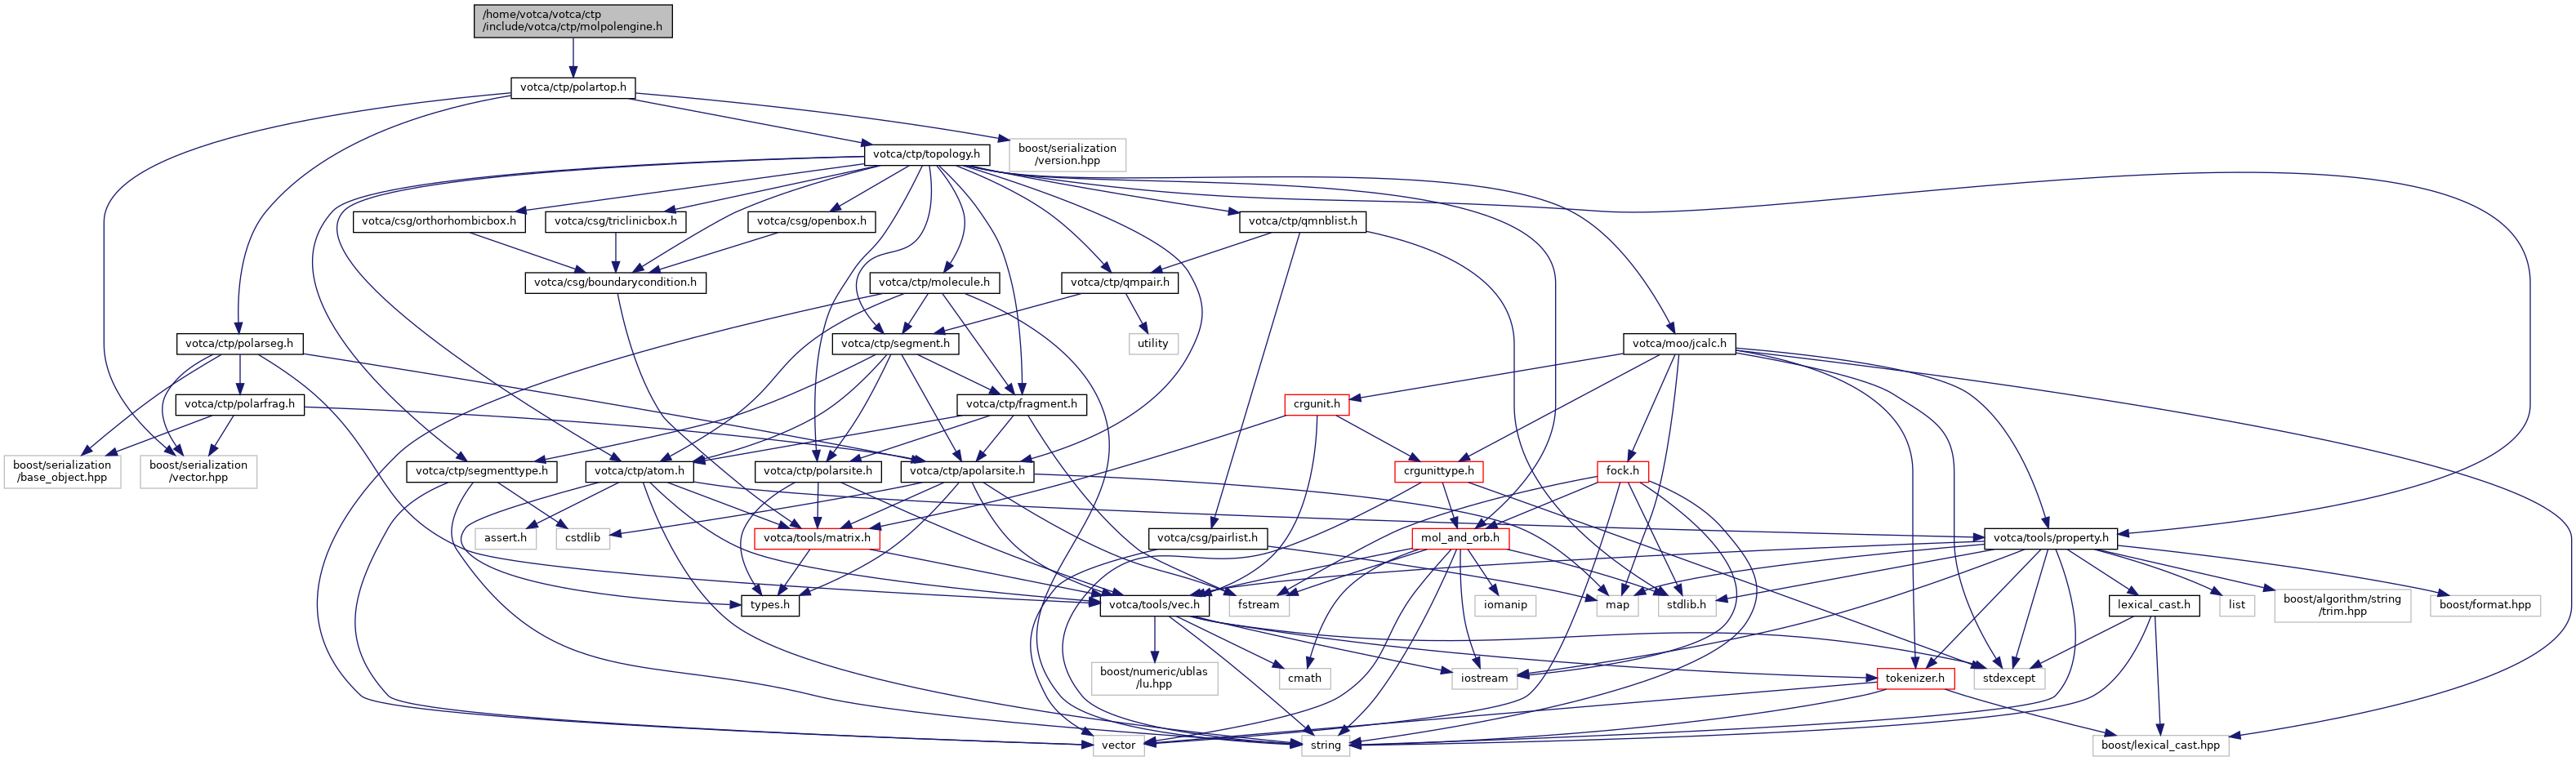 /home/votca/votca/ctp
/include/votca/ctp/molpolengine.h
votca/ctp/polartop.h
boost/serialization
/version.hpp
votca/ctp/topology.h
votca/csg/orthorhombicbox.h
votca/csg/triclinicbox.h
votca/csg/openbox.h
votca/ctp/qmnblist.h
votca/csg/boundarycondition.h
votca/ctp/molecule.h
votca/ctp/qmpair.h
votca/ctp/polarseg.h
votca/ctp/segment.h
utility
votca/moo/jcalc.h
votca/ctp/polarfrag.h
votca/ctp/fragment.h
crgunit.h
boost/serialization
/base_object.hpp
boost/serialization
/vector.hpp
votca/ctp/segmenttype.h
votca/ctp/atom.h
votca/ctp/polarsite.h
votca/ctp/apolarsite.h
crgunittype.h
fock.h
assert.h
cstdlib
votca/tools/matrix.h
votca/csg/pairlist.h
mol_and_orb.h
votca/tools/property.h
types.h
votca/tools/vec.h
fstream
iomanip
map
stdlib.h
lexical_cast.h
list
boost/algorithm/string
/trim.hpp
boost/format.hpp
boost/numeric/ublas
/lu.hpp
cmath
iostream
tokenizer.h
stdexcept
vector
string
boost/lexical_cast.hpp